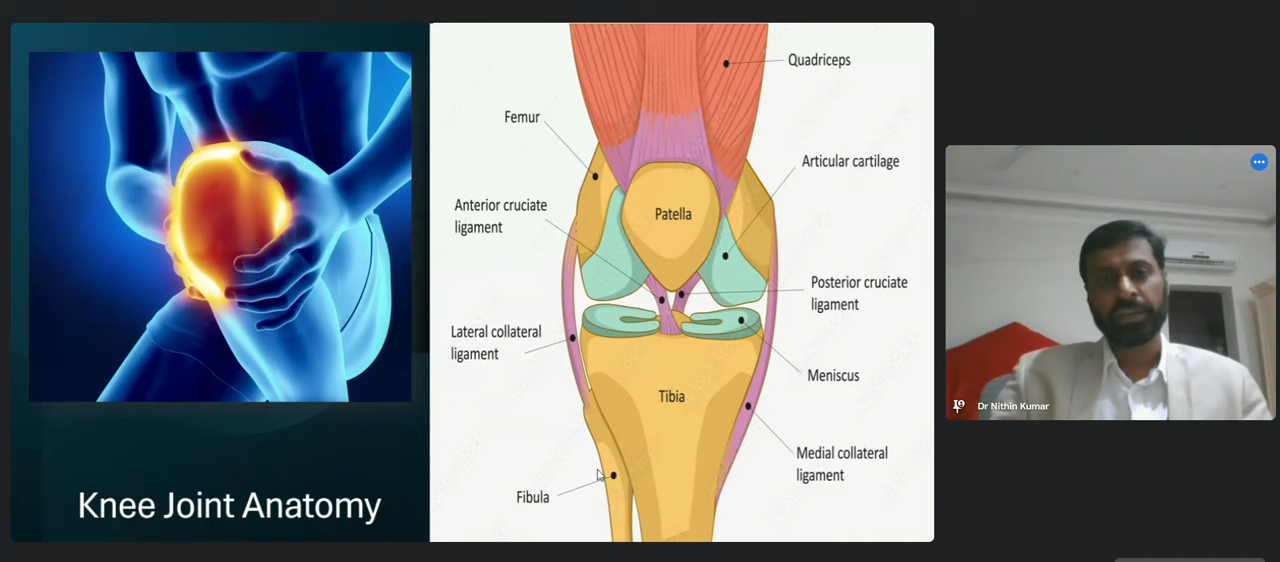 Knee Joint Anatomy
Quadriceps
Femur
Articular cartilage
Patella
Anterior cruciate
ligament
Posterior cruciate
ligament
Lateral collateral
ligament
Meniscus
Tibia
Medial collateral
ligament
Fibula
Dr Nithin Kumar